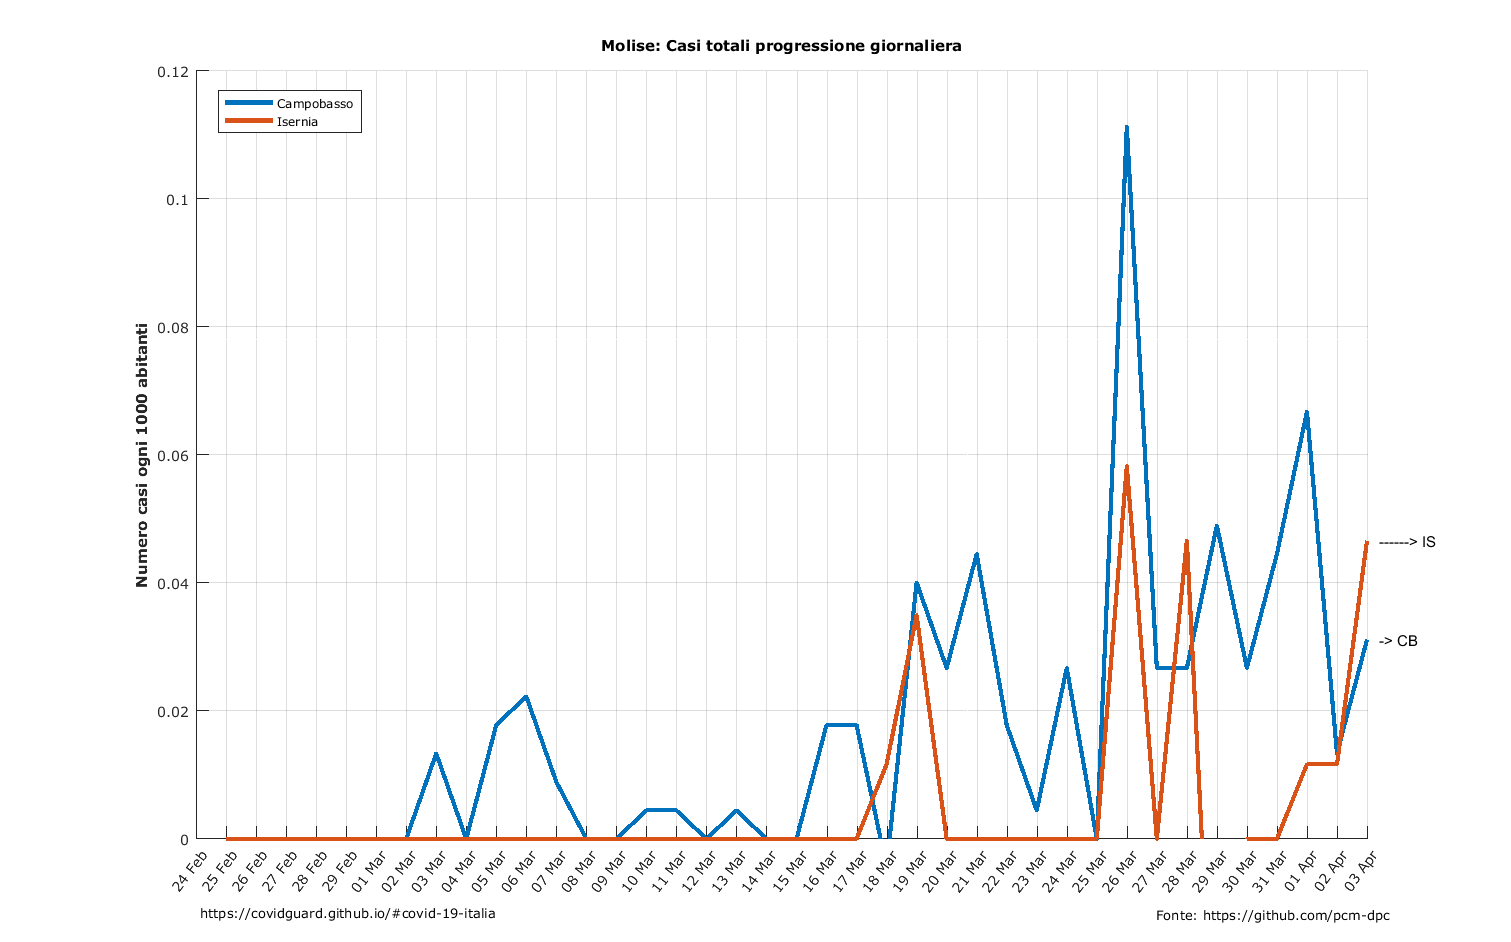 Molise: Casi totali progressione giornaliera
Numero casi ogni 1000 abitanti
0.12
0.1
0.08
0.06
0.04
0.02
0
Campobasso
Isernia
------> IS
-> CB
24 Feb
25 Feb
26 Feb
27 Feb
28 Feb
29 Feb
01 Mar
02 Mar
03 Mar
04 Mar
05 Mar
06 Mar
07 Mar
08 Mar
09 Mar
10 Mar
11 Mar
12 Mar
13 Mar
14 Mar
15 Mar
16 Mar
17 Mar
18 Mar
19 Mar
20 Mar
21 Mar
22 Mar
23 Mar
24 Mar
25 Mar
26 Mar
27 Mar
28 Mar
29 Mar
30 Mar
31 Mar
01 Apr
02 Apr
03 Apr
https://covidguard.github.io/#covid-19-italia
Fonte: https://github.com/pcm-dpc